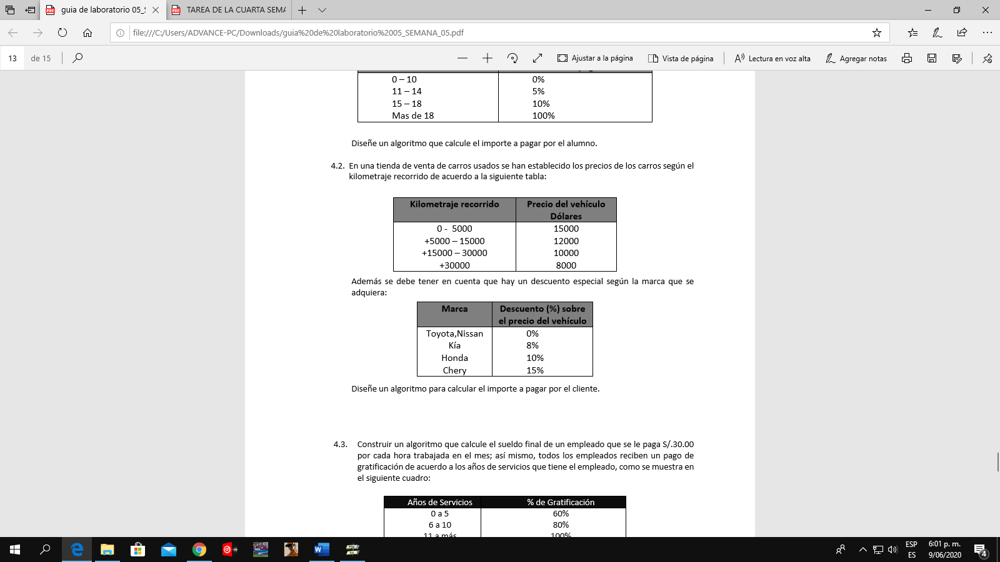 guia de laboratorio 05_S
TAREA DE LA CUARTA SEMA
file:///C:/Users/ADVANCE-PC/Downloads/guia%20de%20laboratorio%2005_SEMANA_05.pdf
13 de 15
Ajustar a la página
Vista de página
Lectura en voz alta
Agregar notas
0 – 10 0%
11 – 14 5%
15 – 18 10%
Mas de 18 100%
Diseñe un algoritmo que calcule el importe a pagar por el alumno.
4.2. En una tienda de venta de carros usados se han establecido los precios de los carros según el
kilometraje recorrido de acuerdo a la siguiente tabla:
Kilometraje recorrido Precio del vehículo
Dólares
0 - 5000 15000
+5000 – 15000 12000
+15000 – 30000 10000
+30000 8000
Además se debe tener en cuenta que hay un descuento especial según la marca que se
adquiera:
Marca Descuento (%) sobre
el precio del vehículo
Toyota,Nissan 0%
Kía 8%
Honda 10%
Chery 15%
Diseñe un algoritmo para calcular el importe a pagar por el cliente.
4.3. Construir un algoritmo que calcule el sueldo final de un empleado que se le paga S/.30.00
por cada hora trabajada en el mes; así mismo, todos los empleados reciben un pago de
gratificación de acuerdo a los años de servicios que tiene el empleado, como se muestra en
el siguiente cuadro:
Años de Servicios % de Gratificación
0 a 5 60%
6 a 10 80%
11 a más 100%
ESP
ES
6:01 p. m.
9/06/2020
4